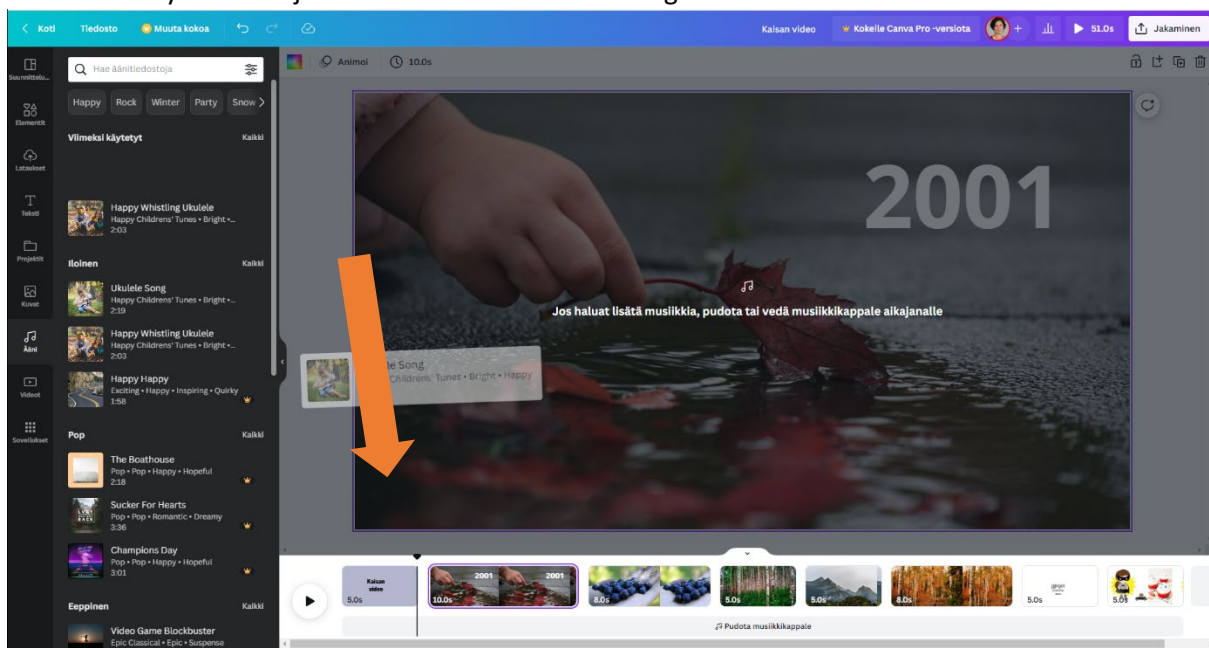 Koti Tiedosto Muuta kokoa Kaisan video Kokeile Canva Pro -versiota 51.0s Jakaminen
Suunnittelu...
Elementit
Lataukset
Teksti
Projektit
Kuvat
Ääni
Videot
Sovellukset
Hae äänitiedostoja
Happy Rock Winter Party Snow
Viimeksi käytetyt Kaikki
Happy Whistling Ukulele
Happy Childrens' Tunes • Bright •...
2:03
Iloinen Kaikki
Ukulele Song
Happy Childrens' Tunes • Bright •...
2:19
Happy Whistling Ukulele
Happy Childrens' Tunes • Bright •...
2:03
Happy Happy
Exciting • Happy • Inspiring • Quirky
1:58
Pop Kaikki
The Boathouse
Pop • Pop • Happy • Hopeful
2:18
Sucker For Hearts
Pop • Pop • Romantic • Dreamy
3:36
Champions Day
Pop • Pop • Happy • Hopeful
3:01
Eeppinen Kaikki
Video Game Blockbuster
Epic Classical • Epic • Suspense
Animoi 10.0s
2001
Jos haluat lisätä musiikkia, pudota tai vedä musiikkikappale aikajanalle
Song
Childrens' Tunes • Bright • Happy
Kaisan
video
5.0s
2001 2001
10.0s
8.0s
5.0s
5.0s
8.0s
5.0s
5.0s
Pudota musiikkikappale